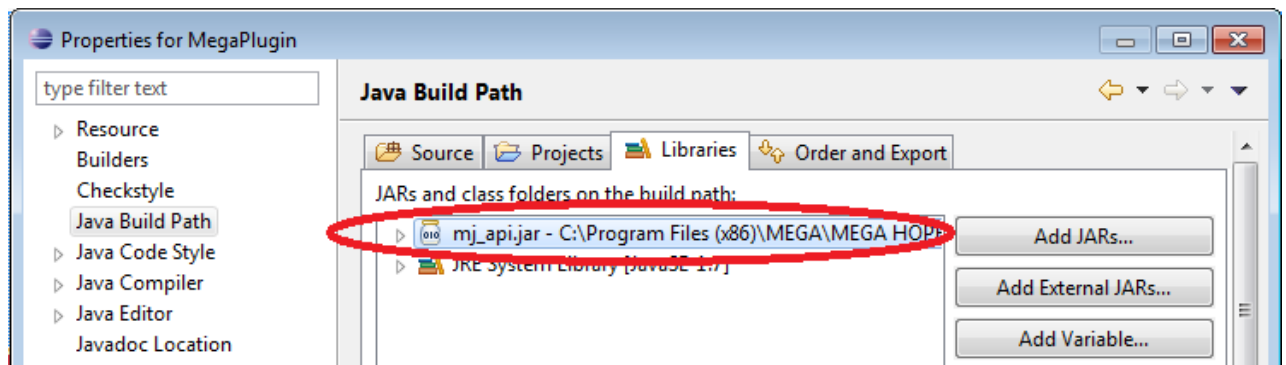 Properties for MegaPlugin
type filter text
Resource
Builders
Checkstyle
Java Build Path
Java Code Style
Java Compiler
Java Editor
Javadoc Location
Java Build Path
Source Projects Libraries Order and Export
JARs and class folders on the build path:
mj_api.jar - C:\Program Files (x86)\MEGA\MEGA HOPE
JRE System Library [JavaSE-1.7]
Add JARs...
Add External JARs...
Add Variable...